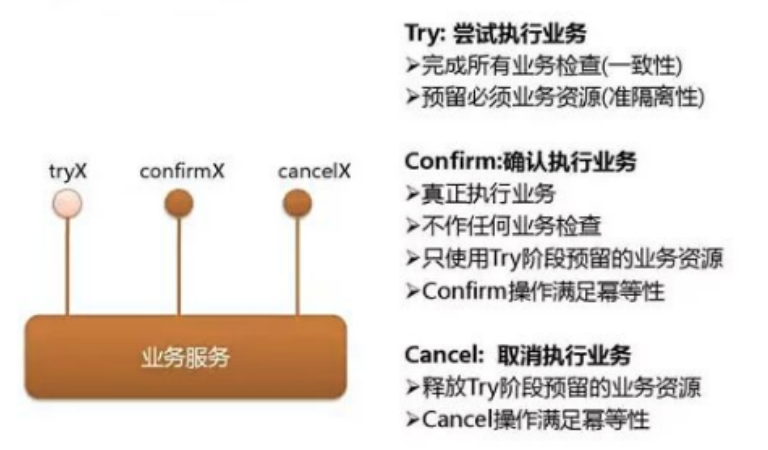 Try: 尝试执行业务
➢完成所有业务检查(一致性)
➢预留必须业务资源(准隔离性)
tryX
confirmX
cancelX
业务服务
Confirm:确认执行业务
➢真正执行业务
➢不作任何业务检查
➢只使用Try阶段预留的业务资源
➢Confirm操作满足幂等性
Cancel: 取消执行业务
➢释放Try阶段预留的业务资源
➢Cancel操作满足幂等性